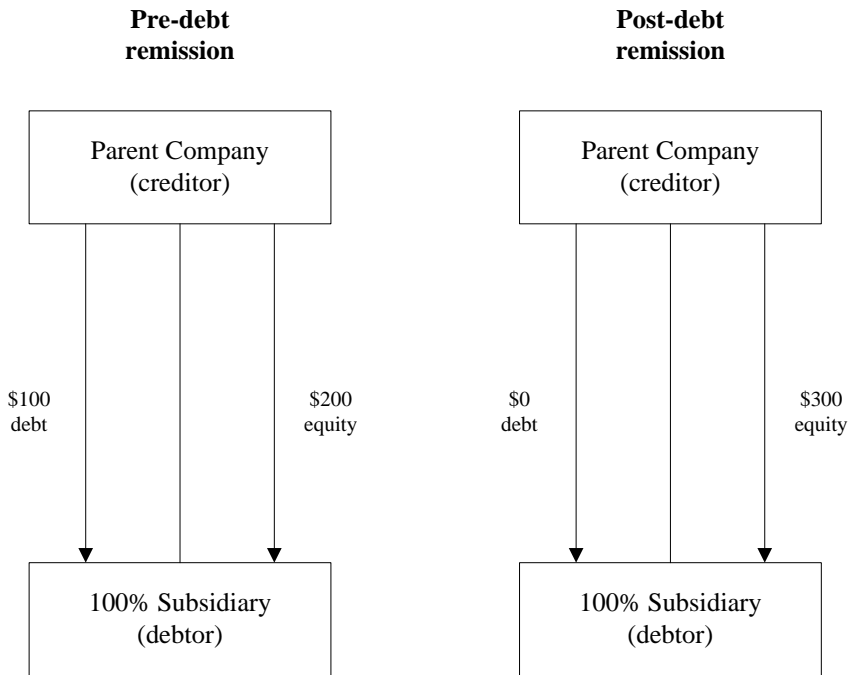 Pre-debt
remission
Parent Company
(creditor)
$100
debt
$200
equity
100% Subsidiary
(debtor)
Post-debt
remission
Parent Company
(creditor)
$0
debt
$300
equity
100% Subsidiary
(debtor)